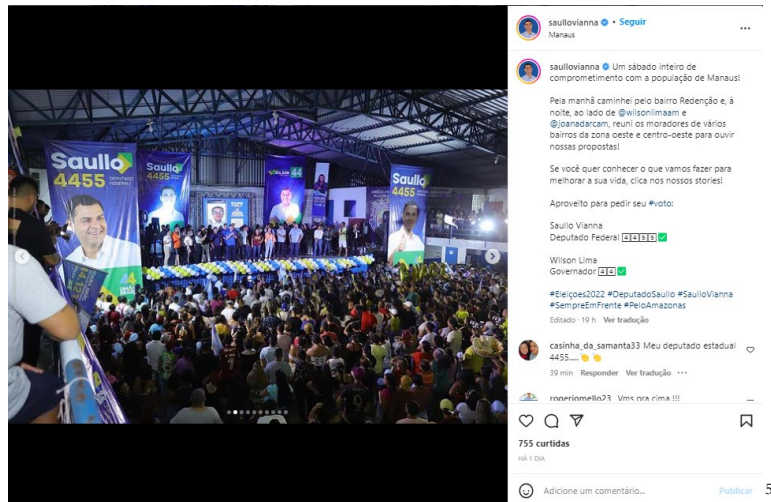 saullovianna • Seguir
Manaus
saullovianna Um sábado inteiro de
comprometimento com a população de Manaus!
Pela manhã caminhei pelo bairro Redenção e, à
noite, ao lado de @wilsonlimaam e
@joanadarcam, reuni os moradores de vários
bairros da zona oeste e centro-oeste para ouvir
nossas propostas!
Se você quer conhecer o que vamos fazer para
melhorar a sua vida, clica nos nossos stories!
Aproveito para pedir seu #voto:
Saullo Vianna
Deputado Federal 4455 ✅
Wilson Lima
Governador 44 ✅
#Eleiçoes2022 #DeputadoSaullo #SaulloVianna
#SempreEmFrente #PeloAmazonas
Editado · 19 h Ver tradução
casinha_da_samanta33 Meu deputado estadual
4455.... 👏 👏
39 min Responder Ver tradução ···
rogeriomello23 Vms pra cima !!!
755 curtidas
HÁ 1 DIA
Adicione um comentário...
Publicar
5
Saullo
4455
DEPUTADO
FEDERAL
Saullo
4455
WILSON
44
Saullo
4455